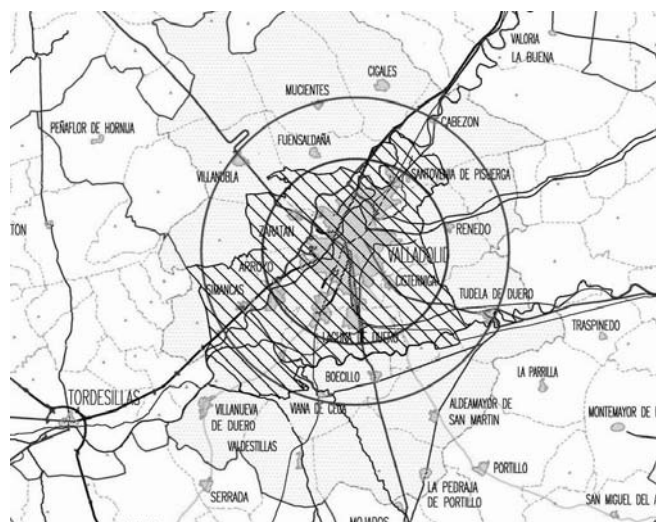 VALORIA
LA BUENA
CIGALES
MUCIENTES
CABEZON
PEÑAFLOR DE HORNIJA
FUENSALDAÑA
VILLANUBLA
SANTOVENIA DE PISUERGA
ZARATAN
RENEDO
TON
VALLADOLID
ARROYO
CISTERNIGA
SIMANCAS
TUDELA DE DUERO
LAGUNA DE DUERO
TRASPINEDO
BOECILLO
LA PARRILLA
TORDESILLAS
VILLANUEVA
DE DUERO
VIANA DE CEGA
ALDEAMAYOR DE
SAN MARTIN
MONTEMAYOR DE
VALDESTILLAS
PORTILLO
SERRADA
LA PEDRAJA
DE PORTILLO
SAN MIGUEL DEL A
MOJADOS